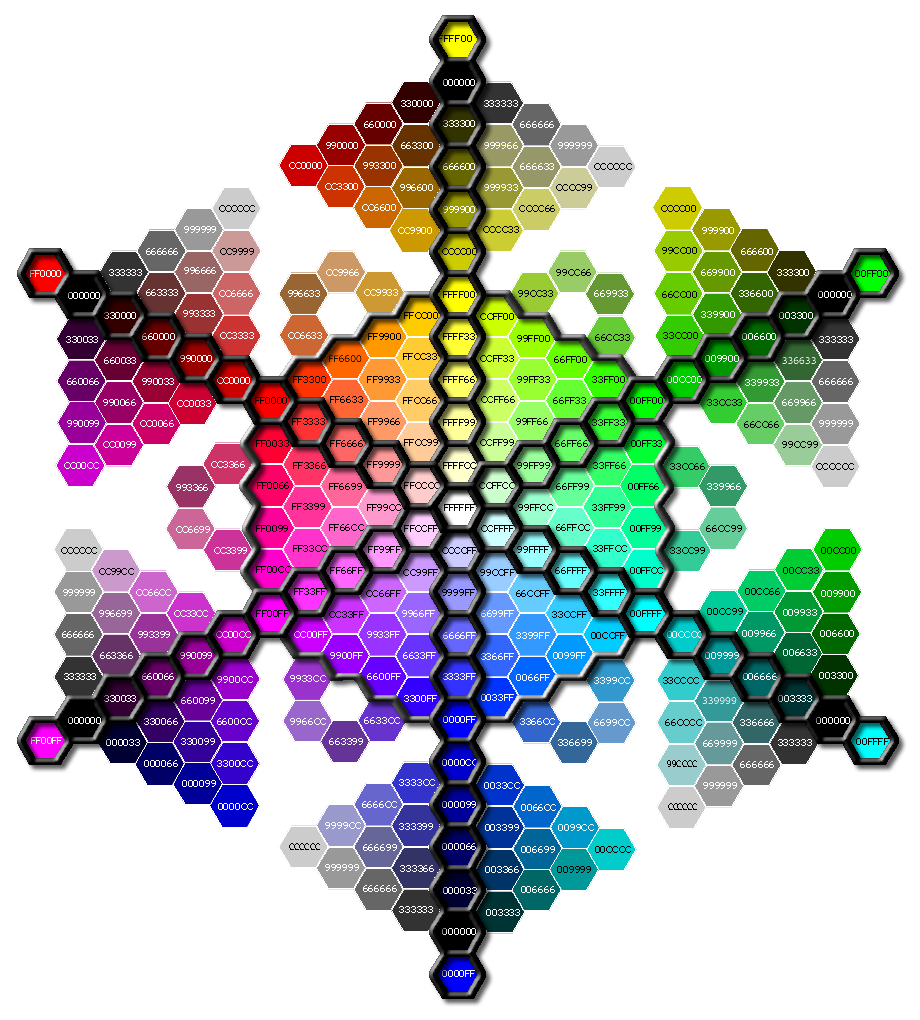 FFFF00
000000
330000 333333
660000 333300 666666
990000 663300 999966 999999
CC0000 993300 666600 666633 CCCCCC
CC3300 996600 999933 CCCC99
CCCCCC CC6600 999900 CCCC66 CCCC00
999999 CC9900 CCCC33 999900
666666 CC9999 CC9966 CCCC00 99CC00 666600
FF0000 333333 996666 99CC66 669900 333300 00FF00
000000 663333 CC6666 996633 CC9933 FFFF00 99CC33 669933 66CC00 336600 000000
330000 993333 FFCC00 CCFF00 339900 003300
330033 660000 CC3333 CC6633 FF9900 FFFF33 99FF00 66CC33 33CC00 006600 333333
660033 990000 FF6600 FFCC33 CCFF33 66FF00 009900 336633
660066 990033 CC0000 FF3300 FF9933 FFFF66 99FF33 33FF00 00CC00 339933 666666
990066 CC0033 FF0000 FF6633 FFCC66 CCFF66 66FF33 00FF00 33CC33 669966
990099 CC0066 FF3333 FF9966 FFFF99 99FF66 33FF33 66CC66 999999
CC0099 FF0033 FF6666 FFCC99 CCFF99 66FF66 00FF33 99CC99
CC00CC CC3366 FF3366 FF9999 FFFFCC 99FF99 33FF66 33CC66 CCCCCC
993366 FF0066 FF6699 FFCCCC CCFFCC 66FF99 00FF66 339966
FF3399 FF99CC FFFFFF 99FFCC 33FF99
CC6699 FF0099 FF66CC FFCCFF CCFFFF 66FFCC 00FF99 66CC99
CCCCCC CC3399 FF33CC FF99FF CCCCFF 99FFFF 33FFCC 33CC99 00CC00
CC99CC FF00CC FF66FF CC99FF 99CCFF 66FFFF 00FFCC 00CC33
999999 CC66CC FF33FF CC66FF 9999FF 66CCFF 33FFFF 00CC66 009900
996699 CC33CC FF00FF CC33FF 9966FF 6699FF 33CCFF 00FFFF 00CC99 009933
666666 993399 CC00CC CC00FF 9933FF 6666FF 3399FF 00CCFF 00CCCC 009966 006600
663366 990099 9900FF 6633FF 3366FF 0099FF 009999 006633
333333 660066 9900CC 9933CC 6600FF 3333FF 0066FF 3399CC 33CCCC 006666 003300
330033 660099 3300FF 0033FF 339999 003333
000000 330066 6600CC 9966CC 6633CC 0000FF 3366CC 6699CC 66CCCC 336666 000000
FF00FF 000033 330099 663399 336699 669999 333333 00FFFF
000066 3300CC 0000CC 99CCCC 666666
000099 3333CC 0033CC 999999
0000CC 6666CC 000099 0066CC CCCCCC
9999CC 333399 003399 0099CC
CCCCCC 666699 000066 006699 00CCCC
999999 333366 003366 009999
666666 000033 006666
333333 003333
000000
0000FF